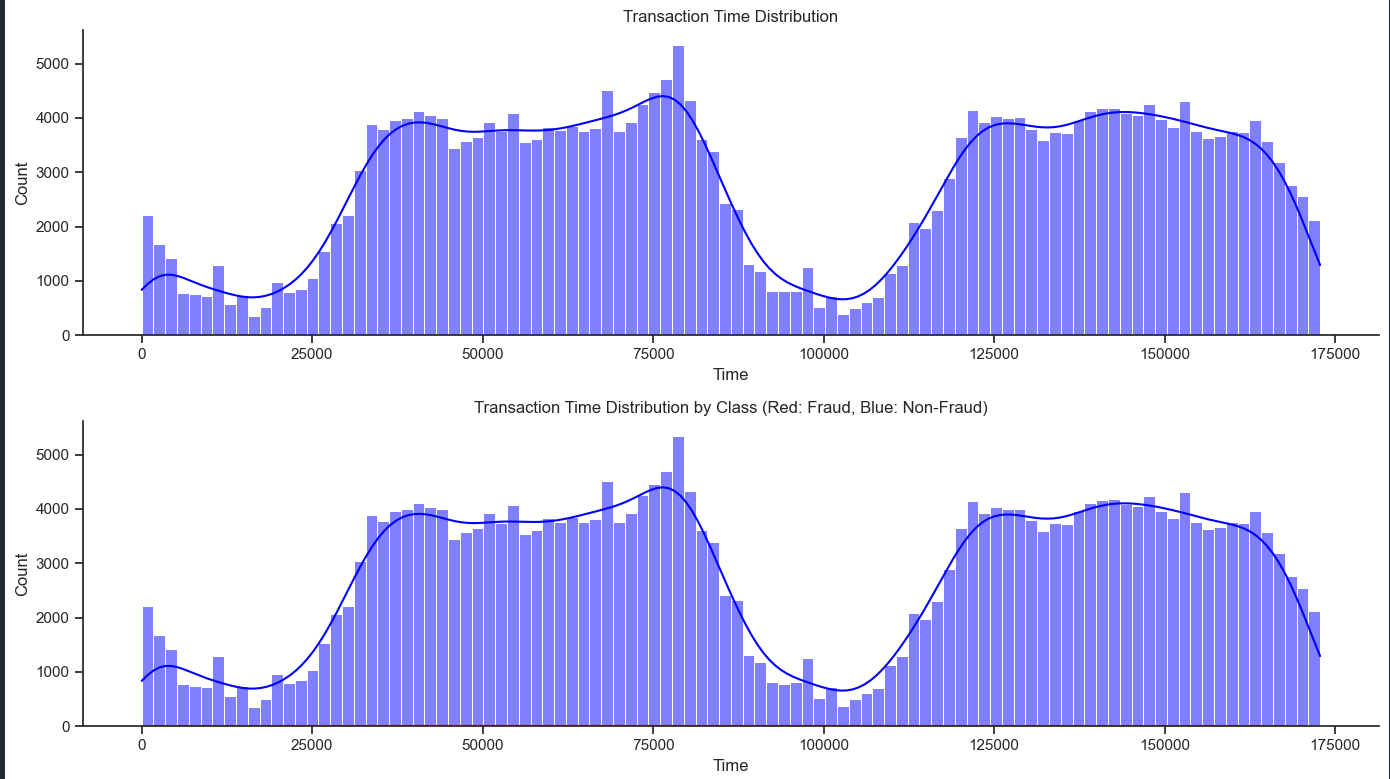 Transaction Time Distribution
5000
4000
3000
2000
1000
0
Count
0 25000 50000 75000 100000 125000 150000 175000
Time
Transaction Time Distribution by Class (Red: Fraud, Blue: Non-Fraud)
5000
4000
3000
2000
1000
0
Count
0 25000 50000 75000 100000 125000 150000 175000
Time